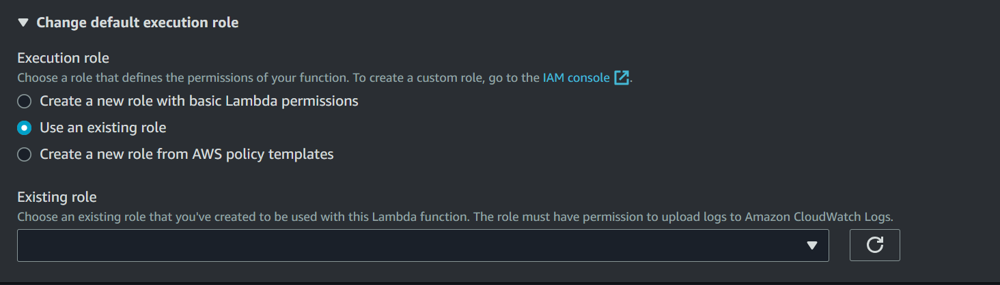 Change default execution role
Execution role
Choose a role that defines the permissions of your function. To create a custom role, go to the IAM console.
Create a new role with basic Lambda permissions
Use an existing role
Create a new role from AWS policy templates
Existing role
Choose an existing role that you've created to be used with this Lambda function. The role must have permission to upload logs to Amazon CloudWatch Logs.